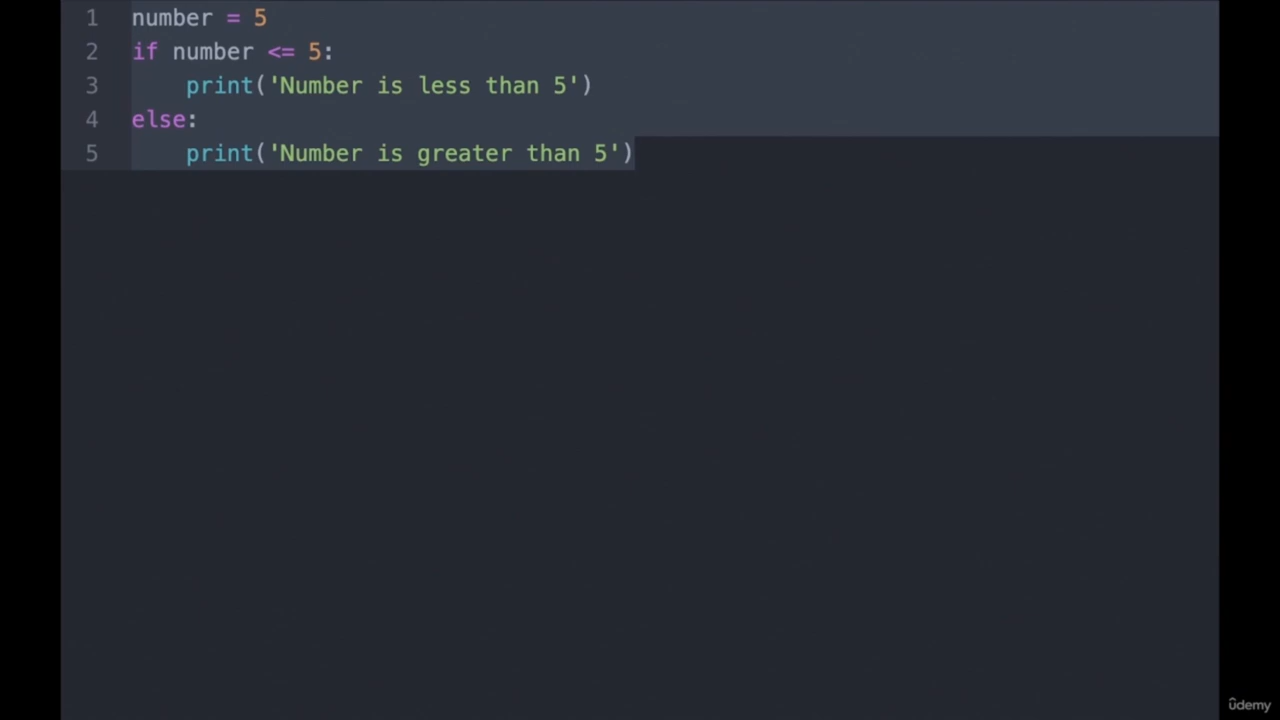 1 number = 5
2 if number <= 5:
3     print('Number is less than 5')
4 else:
5     print('Number is greater than 5')
ûdemy